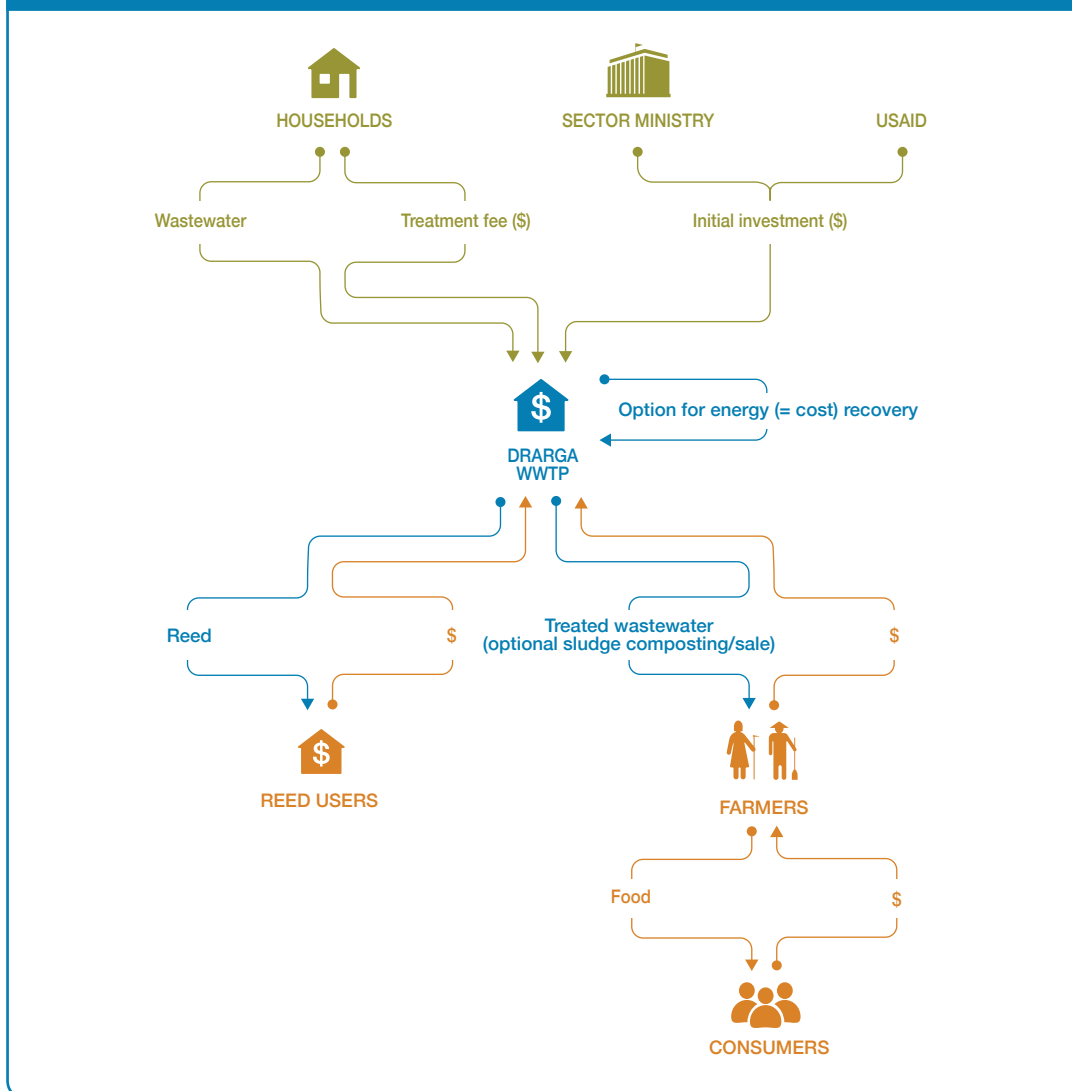 HOUSEHOLDS
SECTOR MINISTRY
USAID
Wastewater
Treatment fee ($)
Initial investment ($)
$
Option for energy (= cost) recovery
DRARGA
WWTP
Reed
$
Treated wastewater
(optional sludge composting/sale)
$
$
REED USERS
FARMERS
Food
$
CONSUMERS